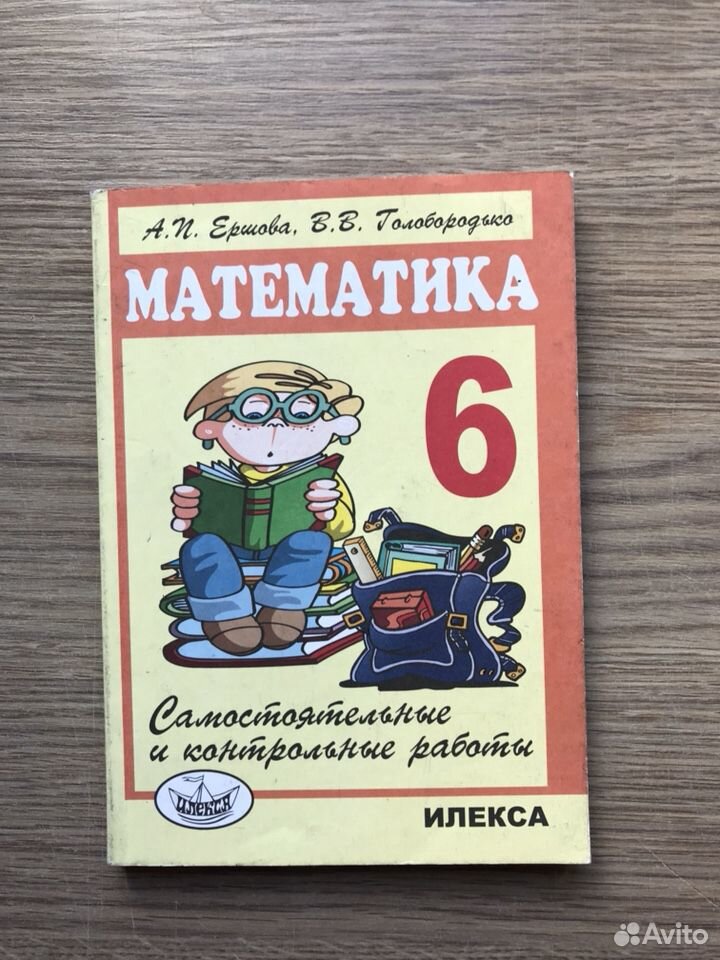 А.П. Ершова, В.В. Голобородько
МАТЕМАТИКА
6
Самостоятельные
и контрольные работы
илекса
ИЛЕКСА
Avito